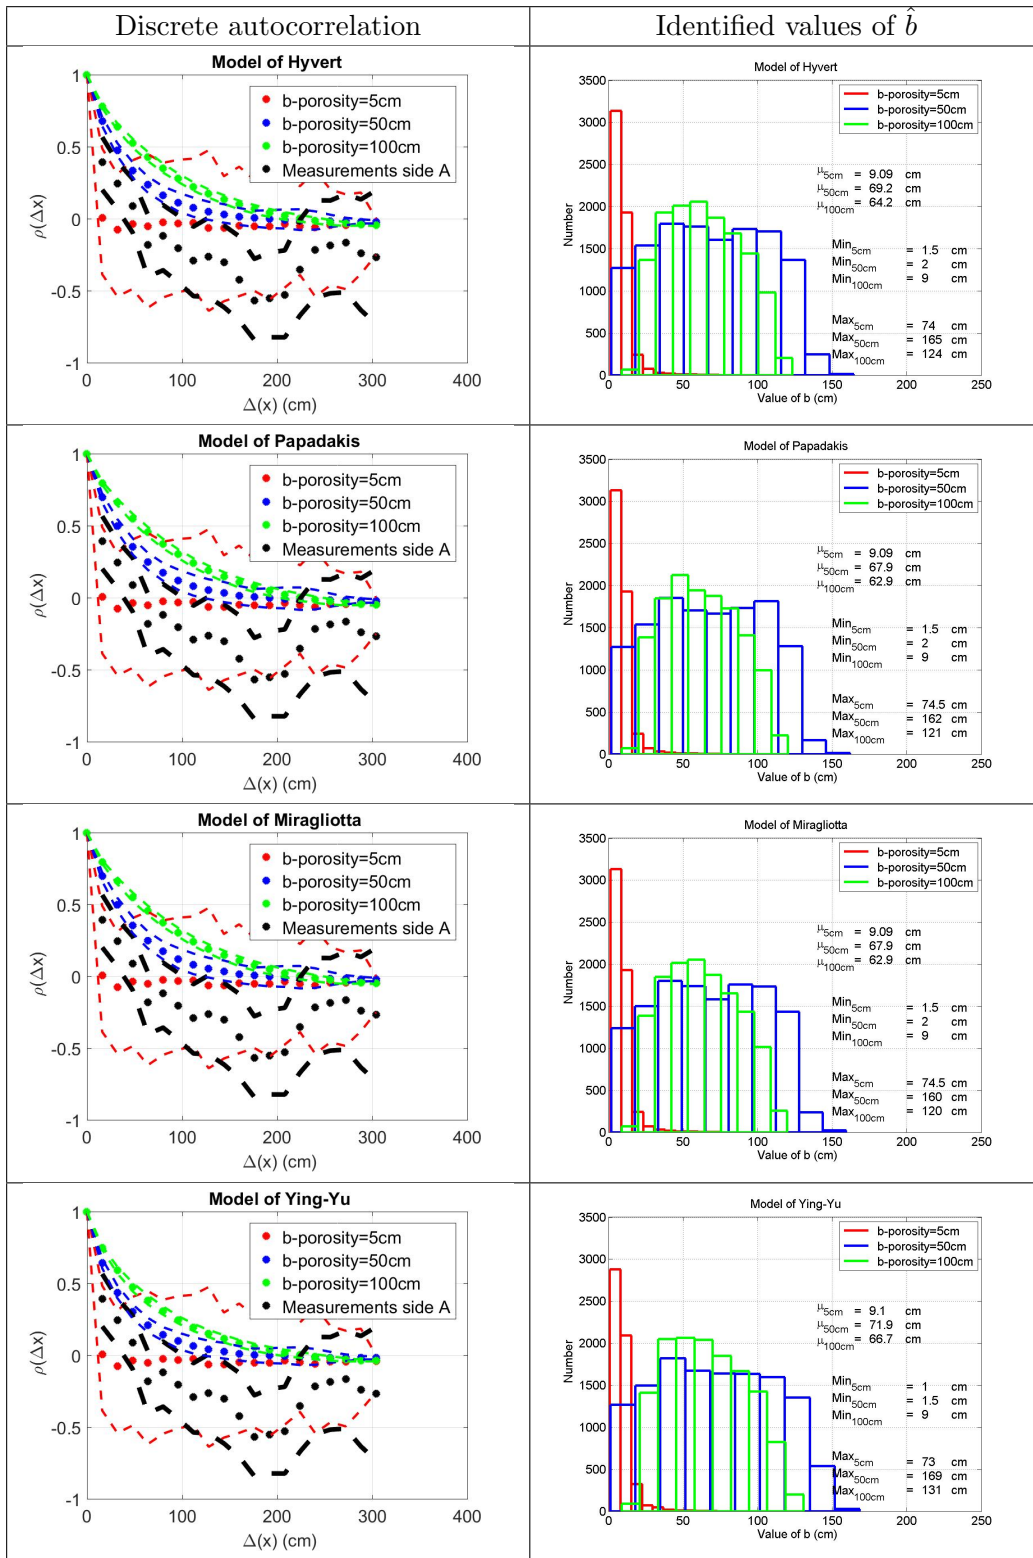 Discrete autocorrelation
Identified values of b̂
Model of Hyvert
1
0.5
0
-0.5
-1
ρ(Δx)
0 100 200 300 400
Δ(x) (cm)
b-porosity=5cm
b-porosity=50cm
b-porosity=100cm
Measurements side A
Model of Hyvert
3500
3000
2500
2000
1500
1000
500
0
Number
0 50 100 150 200 250
Value of b (cm)
b-porosity=5cm
b-porosity=50cm
b-porosity=100cm
μ5cm = 9.09 cm
μ50cm = 69.2 cm
μ100cm = 64.2 cm
Min5cm = 1.5 cm
Min50cm = 2 cm
Min100cm = 9 cm
Max5cm = 74 cm
Max50cm = 165 cm
Max100cm = 124 cm
Model of Papadakis
1
0.5
0
-0.5
-1
ρ(Δx)
0 100 200 300 400
Δ(x) (cm)
b-porosity=5cm
b-porosity=50cm
b-porosity=100cm
Measurements side A
Model of Papadakis
3500
3000
2500
2000
1500
1000
500
0
Number
0 50 100 150 200 250
Value of b (cm)
b-porosity=5cm
b-porosity=50cm
b-porosity=100cm
μ5cm = 9.09 cm
μ50cm = 67.9 cm
μ100cm = 62.9 cm
Min5cm = 1.5 cm
Min50cm = 2 cm
Min100cm = 9 cm
Max5cm = 74.5 cm
Max50cm = 162 cm
Max100cm = 121 cm
Model of Miragliotta
1
0.5
0
-0.5
-1
ρ(Δx)
0 100 200 300 400
Δ(x) (cm)
b-porosity=5cm
b-porosity=50cm
b-porosity=100cm
Measurements side A
Model of Miragliotta
3500
3000
2500
2000
1500
1000
500
0
Number
0 50 100 150 200 250
Value of b (cm)
b-porosity=5cm
b-porosity=50cm
b-porosity=100cm
μ5cm = 9.09 cm
μ50cm = 67.9 cm
μ100cm = 62.9 cm
Min5cm = 1.5 cm
Min50cm = 2 cm
Min100cm = 9 cm
Max5cm = 74.5 cm
Max50cm = 160 cm
Max100cm = 120 cm
Model of Ying-Yu
1
0.5
0
-0.5
-1
ρ(Δx)
0 100 200 300 400
Δ(x) (cm)
b-porosity=5cm
b-porosity=50cm
b-porosity=100cm
Measurements side A
Model of Ying-Yu
3500
3000
2500
2000
1500
1000
500
0
Number
0 50 100 150 200 250
Value of b (cm)
b-porosity=5cm
b-porosity=50cm
b-porosity=100cm
μ5cm = 9.1 cm
μ50cm = 71.9 cm
μ100cm = 66.7 cm
Min5cm = 1 cm
Min50cm = 1.5 cm
Min100cm = 9 cm
Max5cm = 73 cm
Max50cm = 169 cm
Max100cm = 131 cm